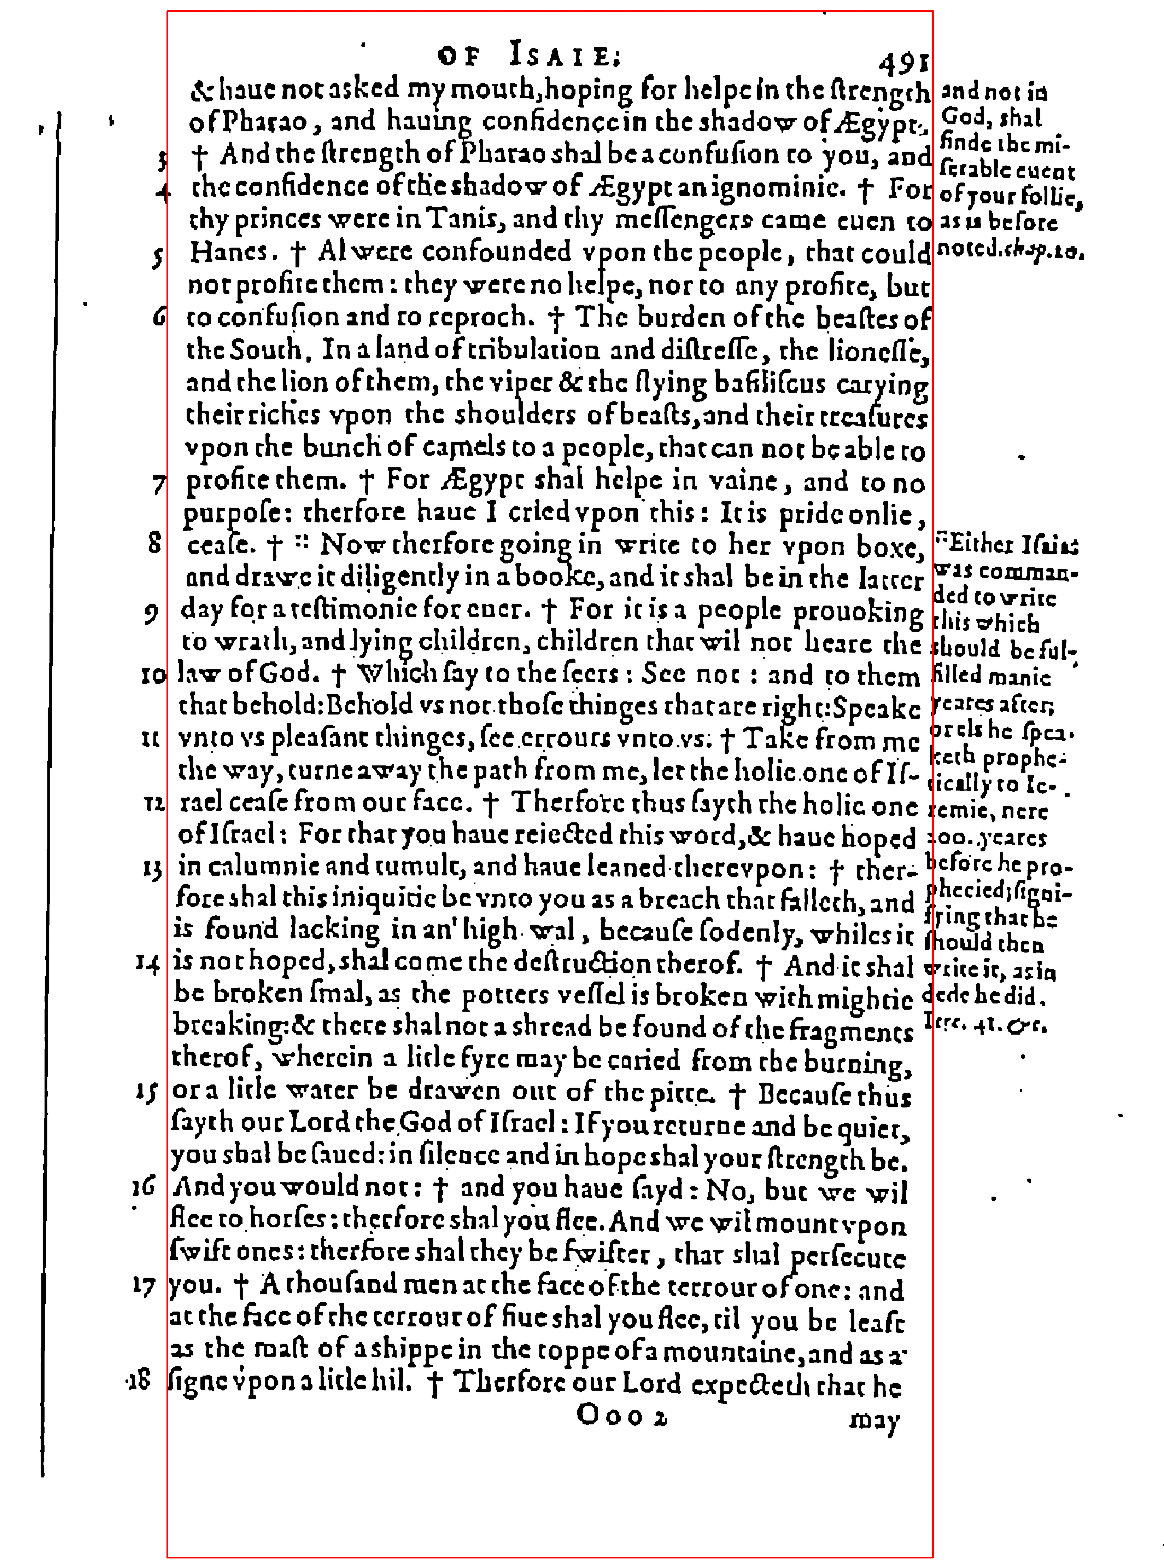 OF ISAIE.
491
& haue not asked my mouth, hoping for helpe in the ſtrength
of Pharao, and hauing confidence in the shadow of Ægypt.
3 † And the ſtrength of Pharao shal be a confuſion to you, and
4 the confidence of the shadow of Ægypt an ignominie. † For
thy princes were in Tanis, and thy meſſengers came euen to
5 Hanes. † Al were confounded vpon the people, that could
not profite them: they were no helpe, nor to any profite, but
6 to confuſion and to reproch. † The burden of the beaſtes of
the South. In a land of tribulation and diſtreſſe, the lioneſſe,
and the lion of them, the viper & the flying baſiliſcus carying
their riches vpon the shoulders of beaſts, and their treaſures
vpon the bunch of camels to a people, that can not be able to
7 profite them. † For Ægypt shal helpe in vaine, and to no
purpoſe: therfore haue I cried vpon this: It is pride onlie,
8 ceaſe. † :: Now therfore going in write to her vpon boxe,
and drawe it diligently in a booke, and it shal be in the latter
9 day for a teſtimonie for euer. † For it is a people prouoking
to wrath, and lying children, children that wil not heare the
10 law of God. † Which ſay to the ſeers: See not: and to them
that behold: Behold vs not thoſe thinges that are right: Speake
11 vnto vs pleaſant thinges, ſee errours vnto vs. † Take from me
the way, turne away the path from me, let the holie one of Iſ-
12 rael ceaſe from our face. † Therfore thus ſayth the holie one
of Iſrael: For that you haue reiected this word, & haue hoped
13 in calumnie and tumult, and haue leaned therevpon: † ther-
fore shal this iniquitie be vnto you as a breach that falleth, and
is found lacking in an high wal, becauſe ſodenly, whiles it
14 is not hoped, shal come the deſtruction therof. † And it shal
be broken ſmal, as the potters veſſel is broken with mightie
breaking: & there shal not a shread be found of the fragments
therof, wherein a litle fyre may be caried from the burning,
15 or a litle water be drawen out of the pitte. † Becauſe thus
ſayth our Lord the God of Iſrael: If you returne and be quiet,
you shal be ſaued: in ſilence and in hope shal your ſtrength be.
16 And you would not: † and you haue ſayd: No, but we wil
flee to horſes: therfore shal you flee. And we wil mount vpon
ſwift ones: therfore shal they be ſwifter, that shal perſecute
17 you. † A thouſand men at the face of the terrour of one: and
at the face of the terrour of fiue shal you flee, til you be leaft
as the maſt of a shippe in the toppe of a mountaine, and as a
18 ſigne vpon a litle hil. † Therfore our Lord expecteth that he
Ooo 2
may
and not in
God, shal
finde the mi-
ſerable euent
of your follie,
as is before
noted. chap. 20.
:: Either Iſaias
was comman-
ded to write
this which
should be ful-
filled manie
yeares after;
or els he ſpea-
keth prophe-
tically to Ie-
remie, nere
200. yeares
before he pro-
phecied; ſigni-
fying that he
should then
write it, as in
dede he did.
Iere. 41. &c.